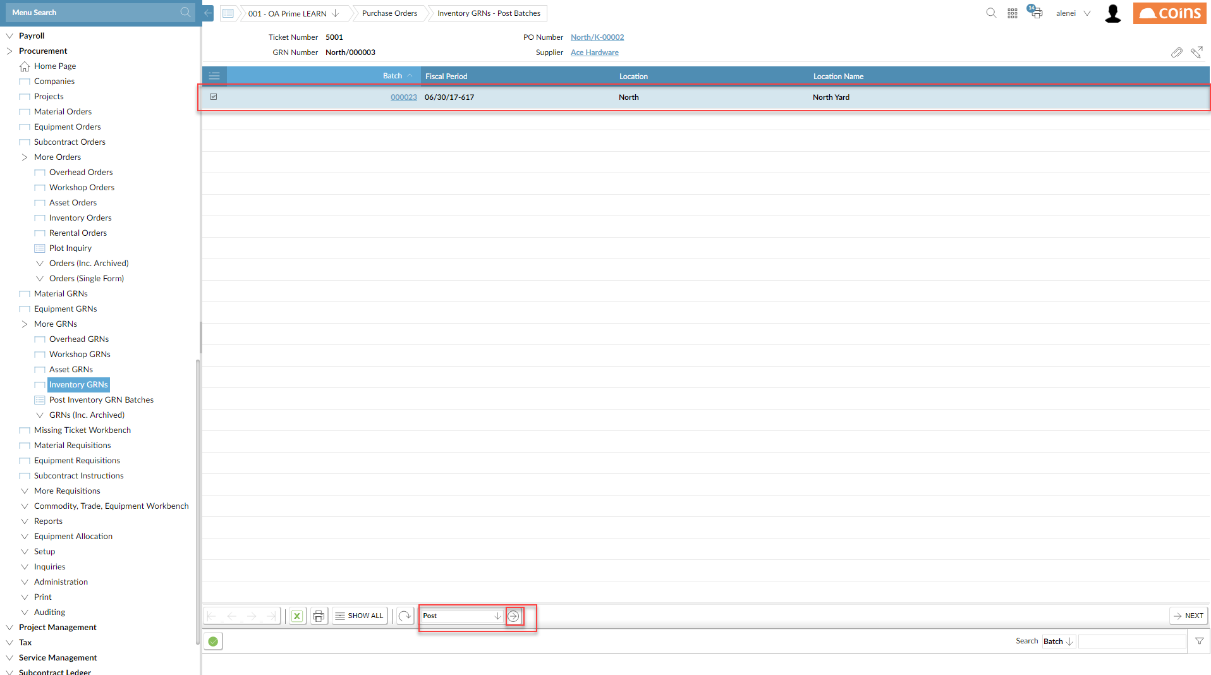 Menu Search
001 - OA Prime LEARN
Purchase Orders
Inventory GRNs - Post Batches
alenei
coins
Ticket Number 5001
PO Number North/K-00002
GRN Number North/000003
Supplier Ace Hardware
Batch
Fiscal Period
Location
Location Name
000023
06/30/17-617
North
North Yard
Payroll
Procurement
Home Page
Companies
Projects
Material Orders
Equipment Orders
Subcontract Orders
More Orders
Overhead Orders
Workshop Orders
Asset Orders
Inventory Orders
Rerental Orders
Plot Inquiry
Orders (Inc. Archived)
Orders (Single Form)
Material GRNs
Equipment GRNs
More GRNs
Overhead GRNs
Workshop GRNs
Asset GRNs
Inventory GRNs
Post Inventory GRN Batches
GRNs (Inc. Archived)
Missing Ticket Workbench
Material Requisitions
Equipment Requisitions
Subcontract Instructions
More Requisitions
Commodity, Trade, Equipment Workbench
Reports
Equipment Allocation
Setup
Inquiries
Administration
Print
Auditing
Project Management
Tax
Service Management
Subcontract Ledger
SHOW ALL
Post
NEXT
Search Batch